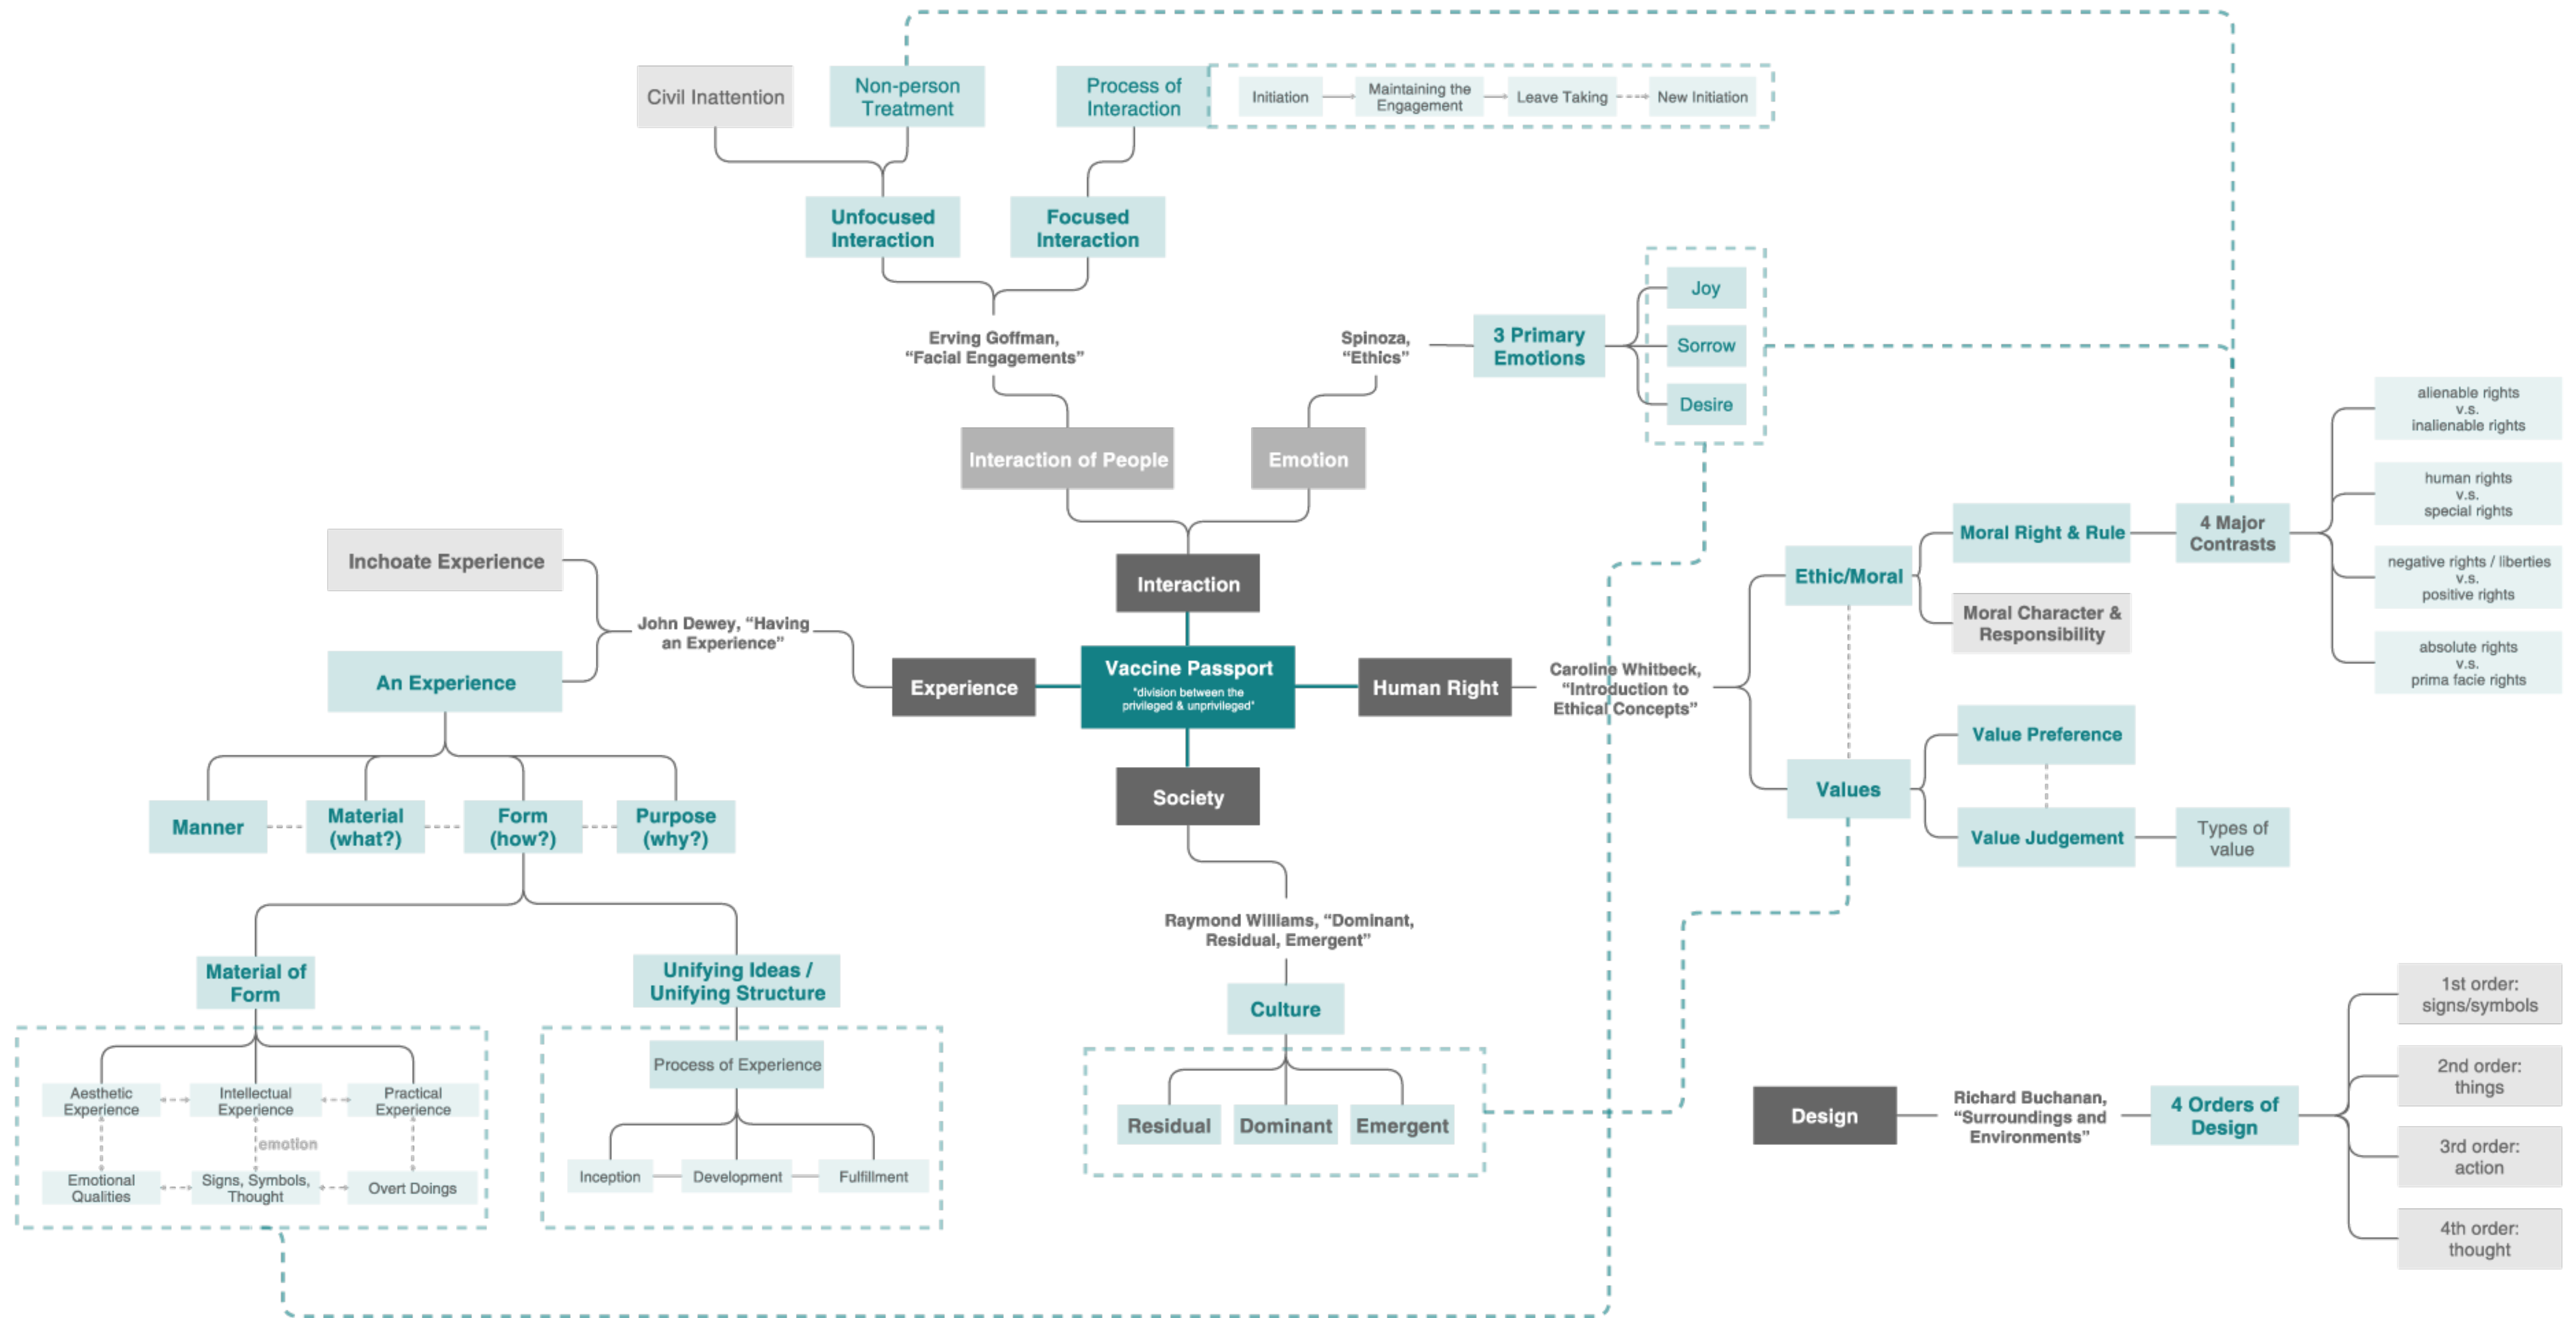 Civil Inattention
Non-person
Treatment
Process of
Interaction
Initiation
Maintaining the
Engagement
Leave Taking
New Initiation
Unfocused
Interaction
Focused
Interaction
Erving Goffman,
“Facial Engagements”
Spinoza,
“Ethics”
3 Primary
Emotions
Joy
Sorrow
Desire
Interaction of People
Emotion
Interaction
Inchoate Experience
John Dewey, “Having
an Experience”
An Experience
Experience
Vaccine Passport
"division between the
privileged & unprivileged"
Human Right
Caroline Whitbeck,
“Introduction to
Ethical Concepts”
Ethic/Moral
Moral Right & Rule
Moral Character &
Responsibility
4 Major
Contrasts
alienable rights
v.s.
inalienable rights
human rights
v.s.
special rights
negative rights / liberties
v.s.
positive rights
absolute rights
v.s.
prima facie rights
Values
Value Preference
Value Judgement
Types of
value
Society
Manner
Material
(what?)
Form
(how?)
Purpose
(why?)
Material of
Form
Unifying Ideas /
Unifying Structure
Aesthetic
Experience
Intellectual
Experience
Practical
Experience
emotion
Emotional
Qualities
Signs, Symbols,
Thought
Overt Doings
Process of Experience
Inception
Development
Fulfillment
Raymond Williams, “Dominant,
Residual, Emergent”
Culture
Residual
Dominant
Emergent
Design
Richard Buchanan,
“Surroundings and
Environments”
4 Orders of
Design
1st order:
signs/symbols
2nd order:
things
3rd order:
action
4th order:
thought